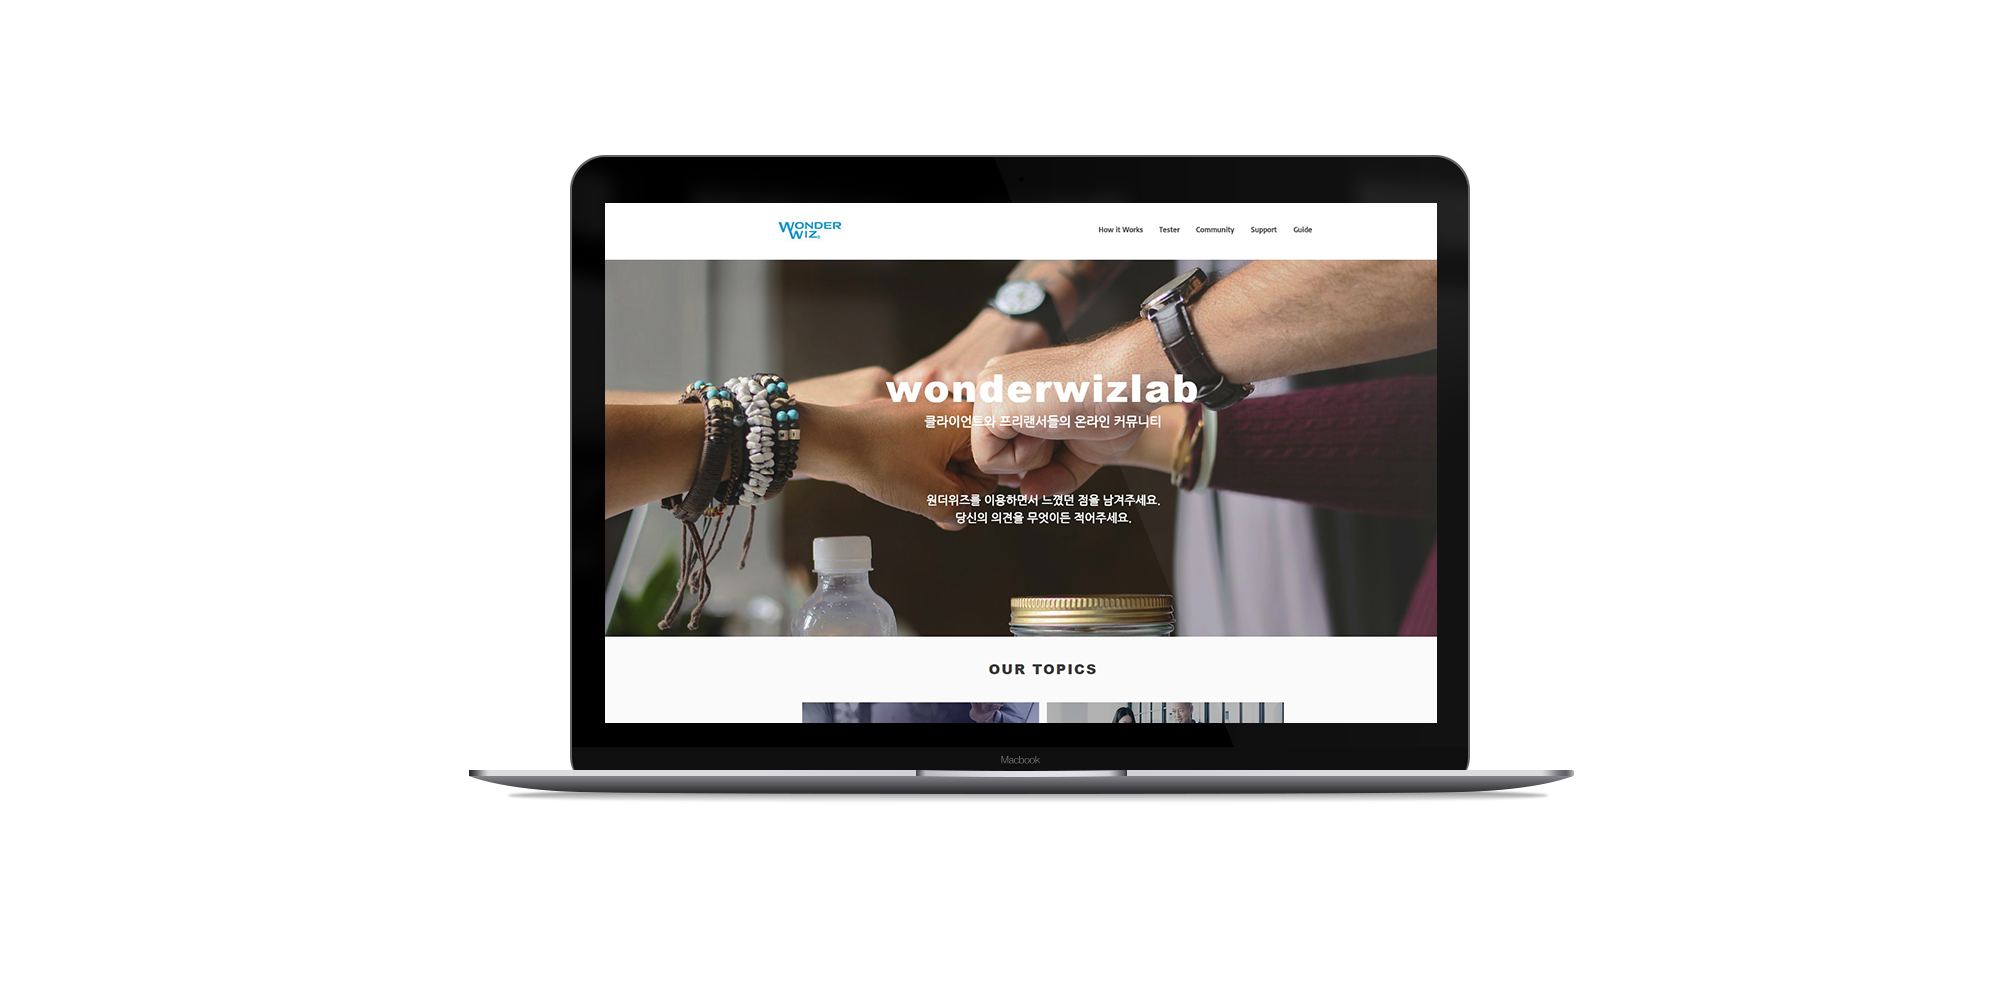 WONDER
WIZ
How it Works Tester Community Support Guide
wonderwizlab
클라이언트와 프리랜서들의 온라인 커뮤니티
원더위즈를 이용하면서 느꼈던 점을 남겨주세요.
당신의 의견을 무엇이든 적어주세요.
OUR TOPICS
Macbook